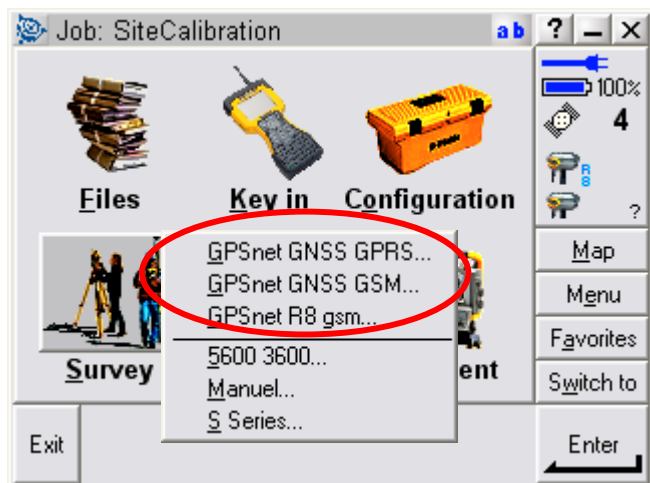 Job: SiteCalibration
ab
?
100%
4
Files
Key in
Configuration
R8
?
GPSnet GNSS GPRS...
GPSnet GNSS GSM...
GPSnet R8 gsm...
5600 3600...
Manuel...
S Series...
Survey
ent
Map
Menu
Favorites
Switch to
Exit
Enter